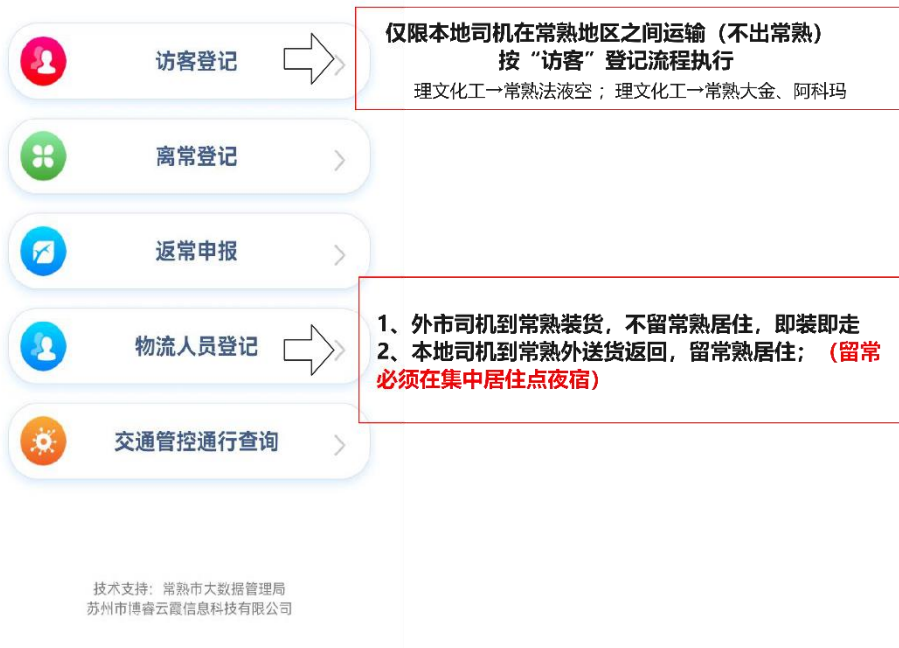 访客登记
仅限本地司机在常熟地区之间运输（不出常熟）
按“访客”登记流程执行
理文化工→常熟法液空 ；理文化工→常熟大金、阿科玛
离常登记
返常申报
物流人员登记
1、外市司机到常熟装货，不留常熟居住，即装即走
2、本地司机到常熟外送货返回，留常熟居住；（留常
必须在集中居住点夜宿）
交通管控通行查询
技术支持：常熟市大数据管理局
苏州市博睿云霞信息科技有限公司